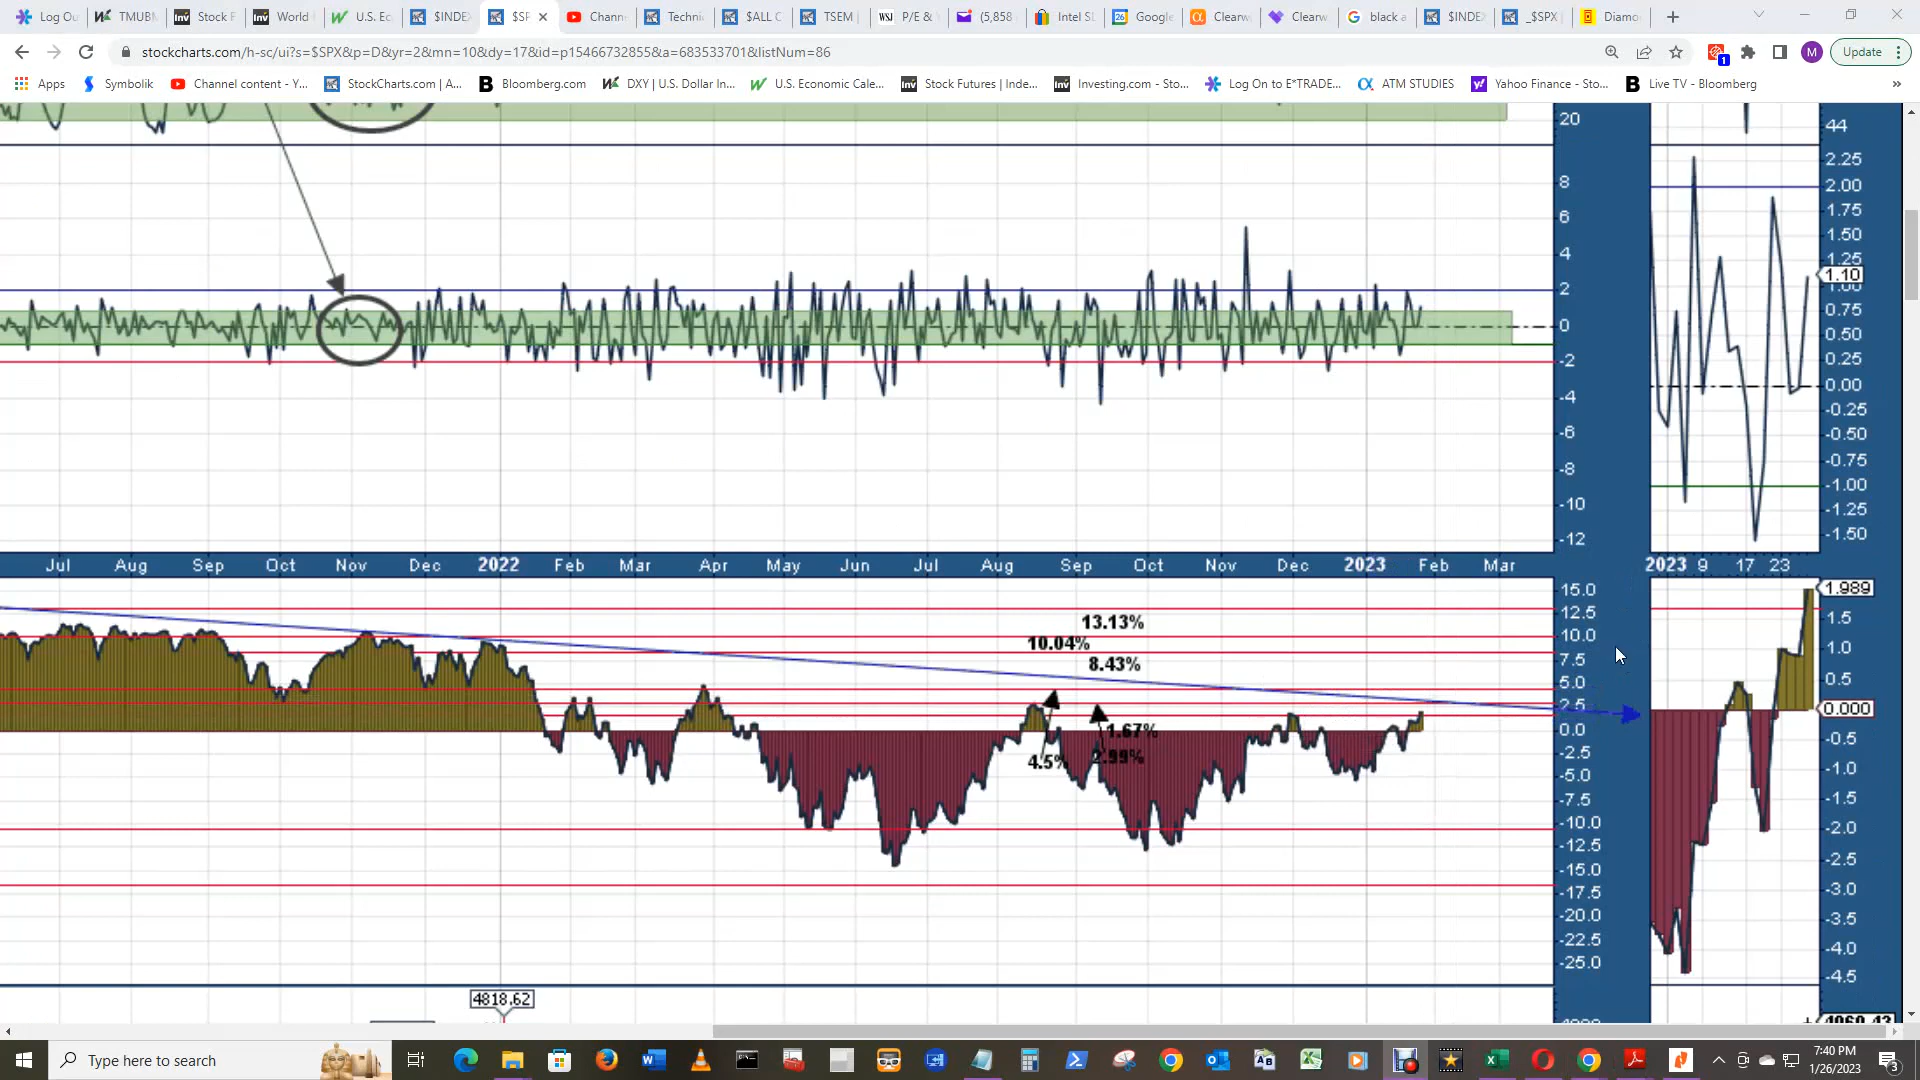 Log Ou
TMUBM
Stock F
World
U.S. Ec
$INDE
$SP
Chann
Techni
$ALL C
TSEM
WSJ P/E &
(5,858
Intel S
26 Google
Clearw
Clearw
black a
$INDE
_$SPX
Diamo
stockcharts.com/h-sc/ui?s=$SPX&p=D&yr=2&mn=10&dy=17&id=p15466732855&a=683533701&listNum=86
1 M Update
Apps
Symbolik
Channel content - Y...
StockCharts.com | A...
Bloomberg.com
DXY | U.S. Dollar In...
U.S. Economic Cale...
Stock Futures | Inde...
Investing.com - Sto...
Log On to E*TRADE...
ATM STUDIES
Yahoo Finance - Sto...
Live TV - Bloomberg
»
20
8
6
4
2
0
-2
-4
-6
-8
-10
-12
44
2.25
2.00
1.75
1.50
1.25
1.10
1.00
0.75
0.50
0.25
0.00
-0.25
-0.50
-0.75
-1.00
-1.25
-1.50
Jul Aug Sep Oct Nov Dec 2022 Feb Mar Apr May Jun Jul Aug Sep Oct Nov Dec 2023 Feb Mar
2023 9 17 23
15.0
12.5
10.0
7.5
5.0
2.5
0.0
-2.5
-5.0
-7.5
-10.0
-12.5
-15.0
-17.5
-20.0
-22.5
-25.0
13.13%
10.04%
8.43%
1.67%
4.5%
2.99%
1.989
1.5
1.0
0.5
0.000
-0.5
-1.0
-1.5
-2.0
-2.5
-3.0
-3.5
-4.0
-4.5
4818.62
4060.43
Type here to search
7:40 PM
1/26/2023
3